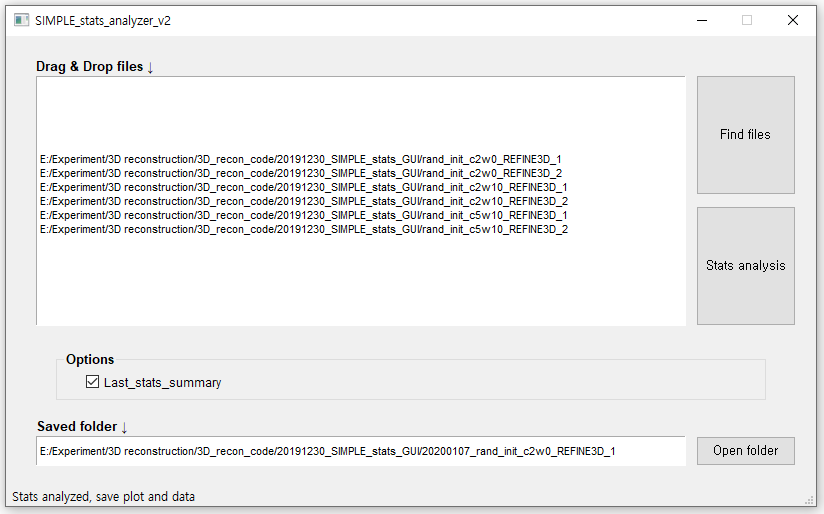 SIMPLE_stats_analyzer_v2
Drag & Drop files ↓
E:/Experiment/3D reconstruction/3D_recon_code/20191230_SIMPLE_stats_GUI/rand_init_c2w0_REFINE3D_1
E:/Experiment/3D reconstruction/3D_recon_code/20191230_SIMPLE_stats_GUI/rand_init_c2w0_REFINE3D_2
E:/Experiment/3D reconstruction/3D_recon_code/20191230_SIMPLE_stats_GUI/rand_init_c2w10_REFINE3D_1
E:/Experiment/3D reconstruction/3D_recon_code/20191230_SIMPLE_stats_GUI/rand_init_c2w10_REFINE3D_2
E:/Experiment/3D reconstruction/3D_recon_code/20191230_SIMPLE_stats_GUI/rand_init_c5w10_REFINE3D_1
E:/Experiment/3D reconstruction/3D_recon_code/20191230_SIMPLE_stats_GUI/rand_init_c5w10_REFINE3D_2
Find files
Stats analysis
Options
Last_stats_summary
Saved folder ↓
E:/Experiment/3D reconstruction/3D_recon_code/20191230_SIMPLE_stats_GUI/20200107_rand_init_c2w0_REFINE3D_1
Open folder
Stats analyzed, save plot and data